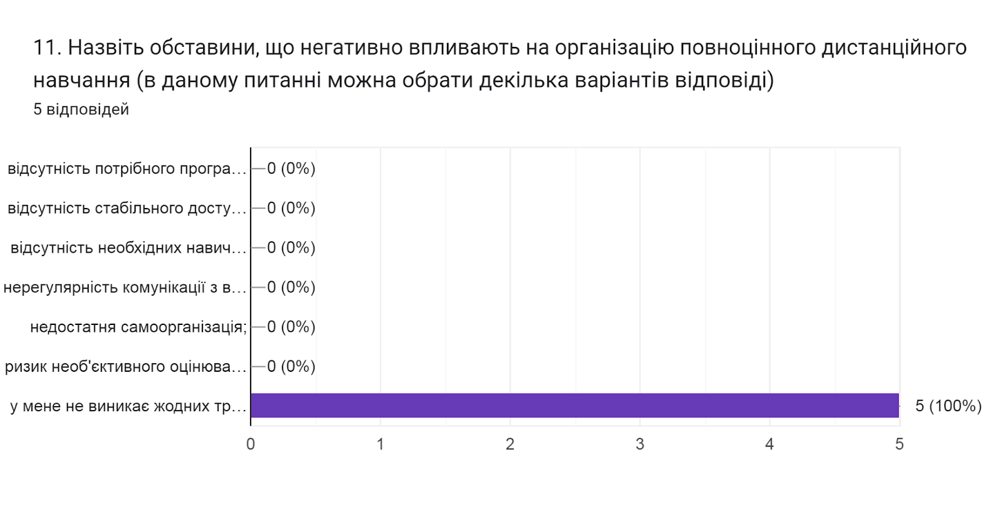 11. Назвіть обставини, що негативно впливають на організацію повноцінного дистанційного
навчання (в даному питанні можна обрати декілька варіантів відповіді)
5 відповідей
відсутність потрібного програ… 0 (0%)
відсутність стабільного досту… 0 (0%)
відсутність необхідних навич… 0 (0%)
нерегулярність комунікації з в… 0 (0%)
недостатня самоорганізація; 0 (0%)
ризик необ'єктивного оцінюва… 0 (0%)
у мене не виникає жодних тр… 5 (100%)
0 1 2 3 4 5